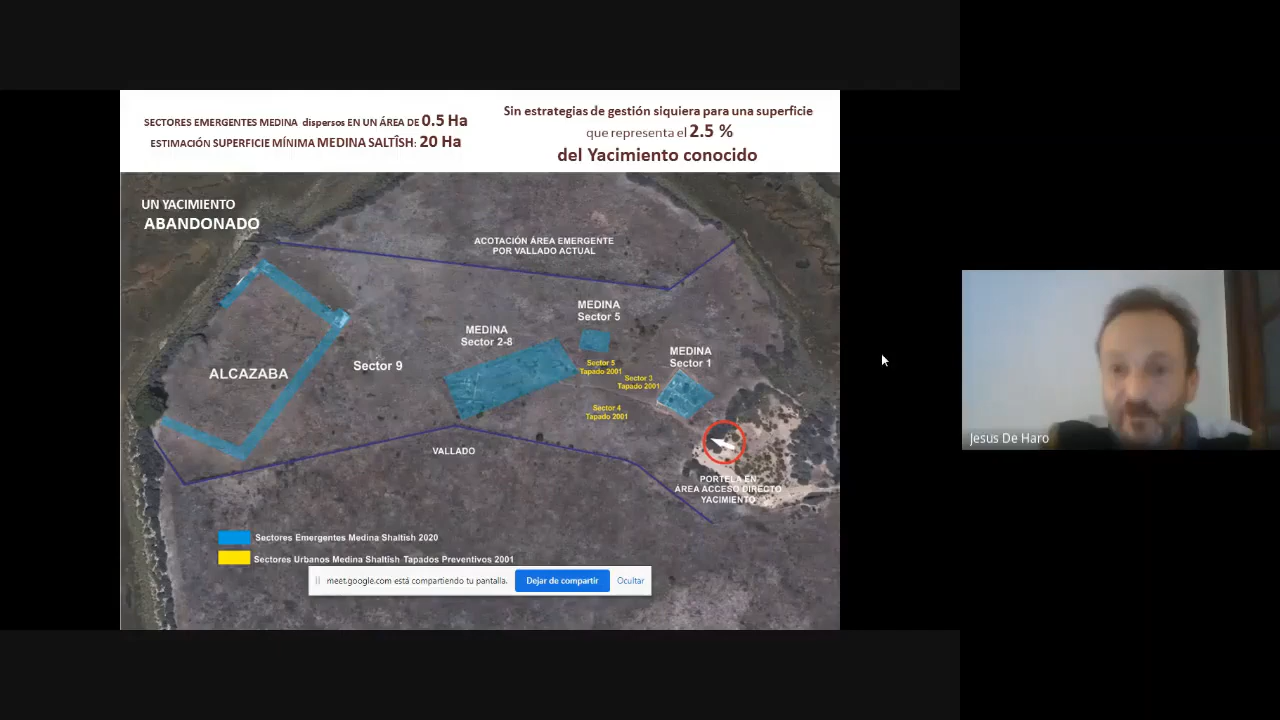 SECTORES EMERGENTES MEDINA dispersos EN UN ÁREA DE 0.5 Ha
ESTIMACIÓN SUPERFICIE MÍNIMA MEDINA SALTÎSH: 20 Ha
Sin estrategias de gestión siquiera para una superficie
que representa el 2.5 %
del Yacimiento conocido
UN YACIMIENTO
ABANDONADO
ACOTACIÓN ÁREA EMERGENTE
POR VALLADO ACTUAL
MEDINA
Sector 5
MEDINA
Sector 2-8
MEDINA
Sector 1
Sector 5
Tapado 2001
Sector 3
Tapado 2001
Sector 4
Tapado 2001
ALCAZABA
Sector 9
VALLADO
PORTELA EN
ÁREA ACCESO DIRECTO
YACIMIENTO
Sectores Emergentes Medina Shaltish 2020
Sectores Urbanos Medina Shaltish Tapados Preventivos 2001
meet.google.com está compartiendo tu pantalla.
Dejar de compartir
Ocultar
Jesus De Haro